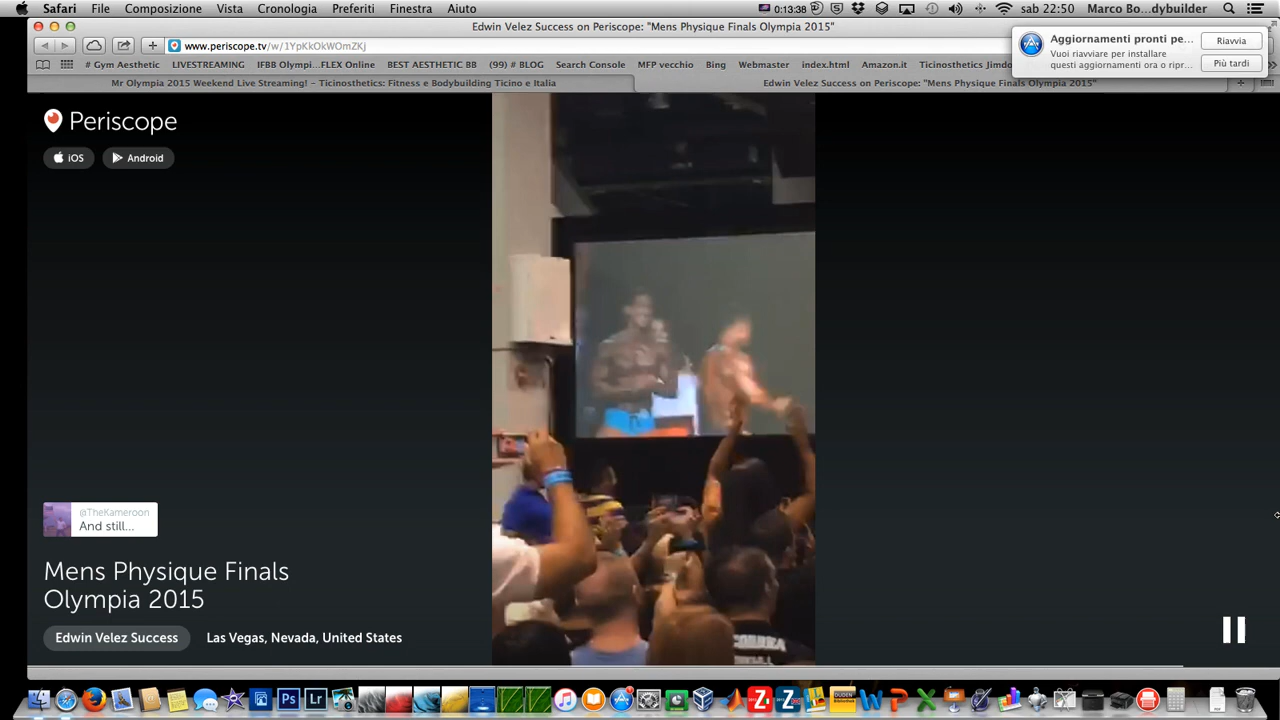 Safari File Composizione Vista Cronologia Preferiti Finestra Aiuto 0:13:38 sab 22:50 Marco Bo...dybuilder
Edwin Velez Success on Periscope: "Mens Physique Finals Olympia 2015"
www.periscope.tv/w/1YpKkOkWOmZKj
Aggiornamenti pronti pe...
Vuoi riavviare per installare
questi aggiornamenti ora o ripr...
Riavvia
Più tardi
# Gym Aesthetic LIVESTREAMING IFBB Olympi...FLEX Online BEST AESTHETIC BB (99) # BLOG Search Console MFP vecchio Bing Webmaster index.html Amazon.it Ticinosthetics Jimdo
Mr Olympia 2015 Weekend Live Streaming! – Ticinosthetics: Fitness e Bodybuilding Ticino e Italia
Edwin Velez Success on Periscope: "Mens Physique Finals Olympia 2015"
Periscope
iOS Android
@TheKameroon
And still...
Mens Physique Finals
Olympia 2015
Edwin Velez Success Las Vegas, Nevada, United States